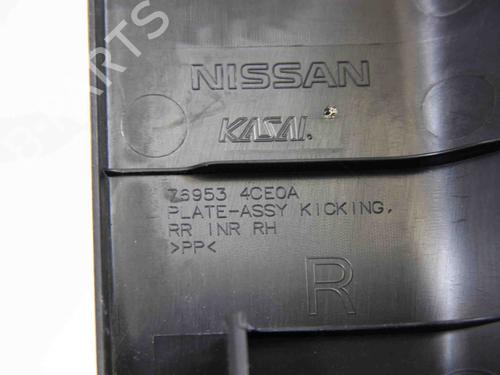 NISSAN
KASAI.
76953 4CE0A
PLATE-ASSY KICKING,
RR INR RH
>PP<
R